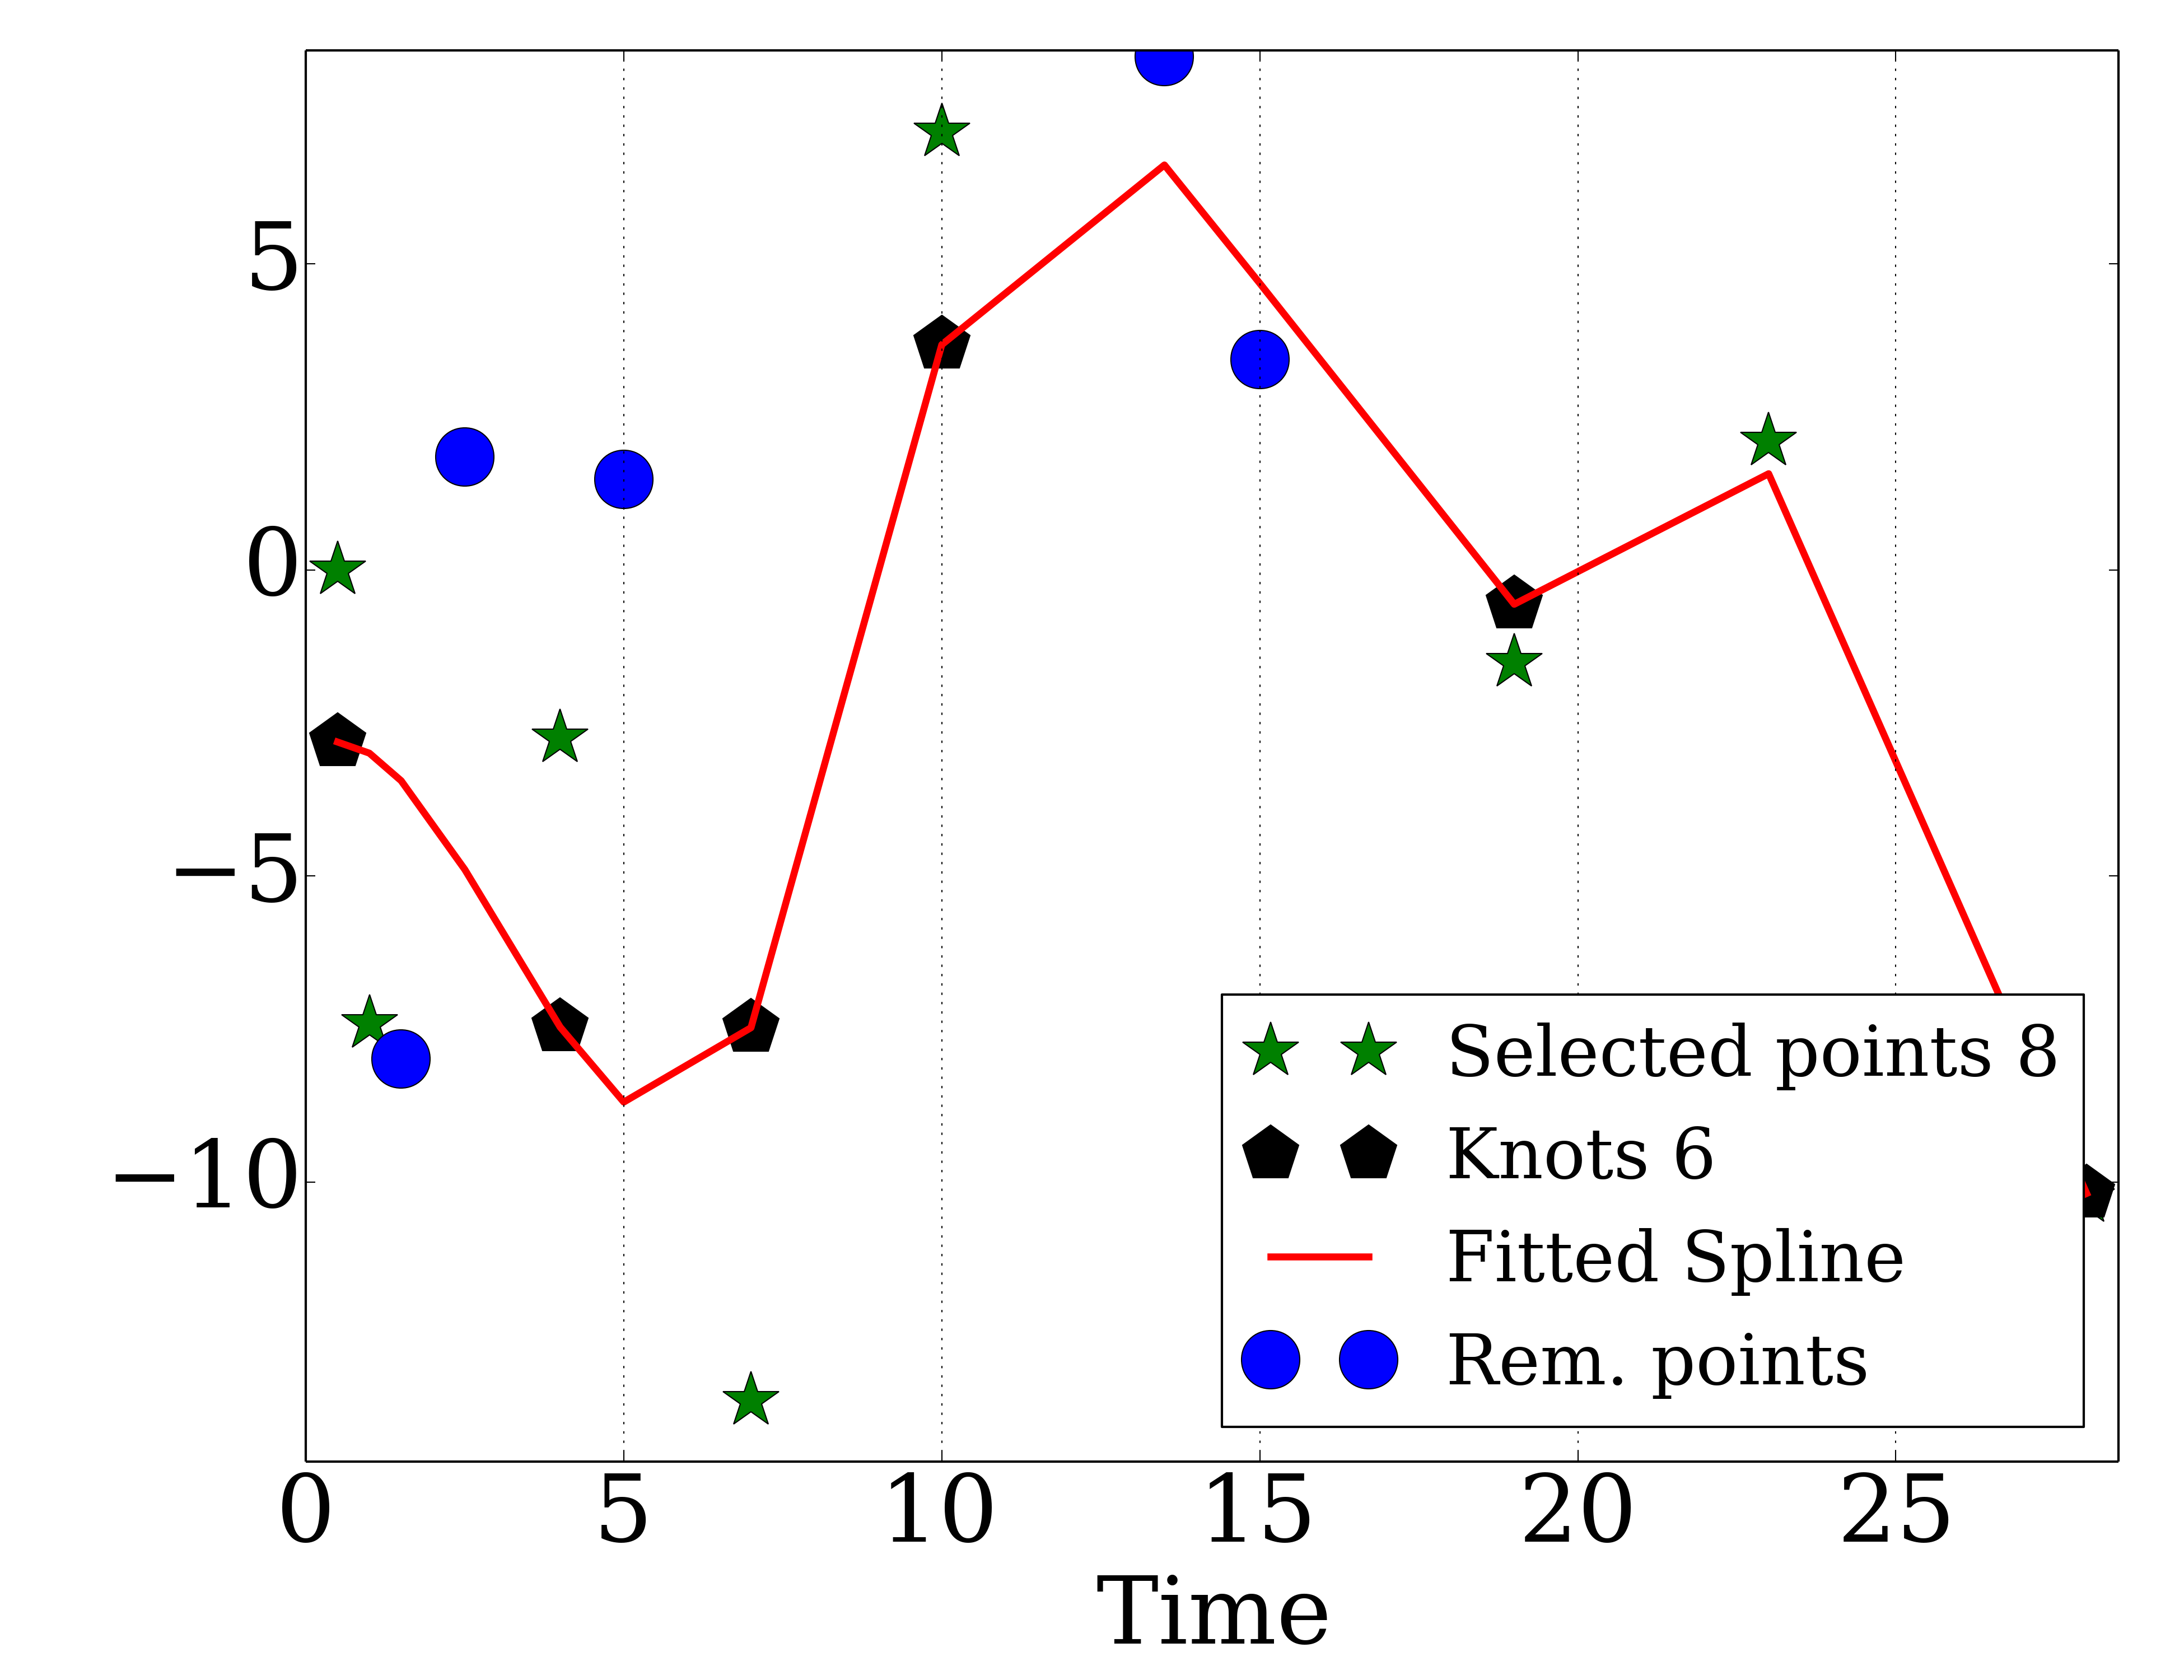 5
0
−5
−10
0 5 10 15 20 25
Time
Selected points 8
Knots 6
Fitted Spline
Rem. points